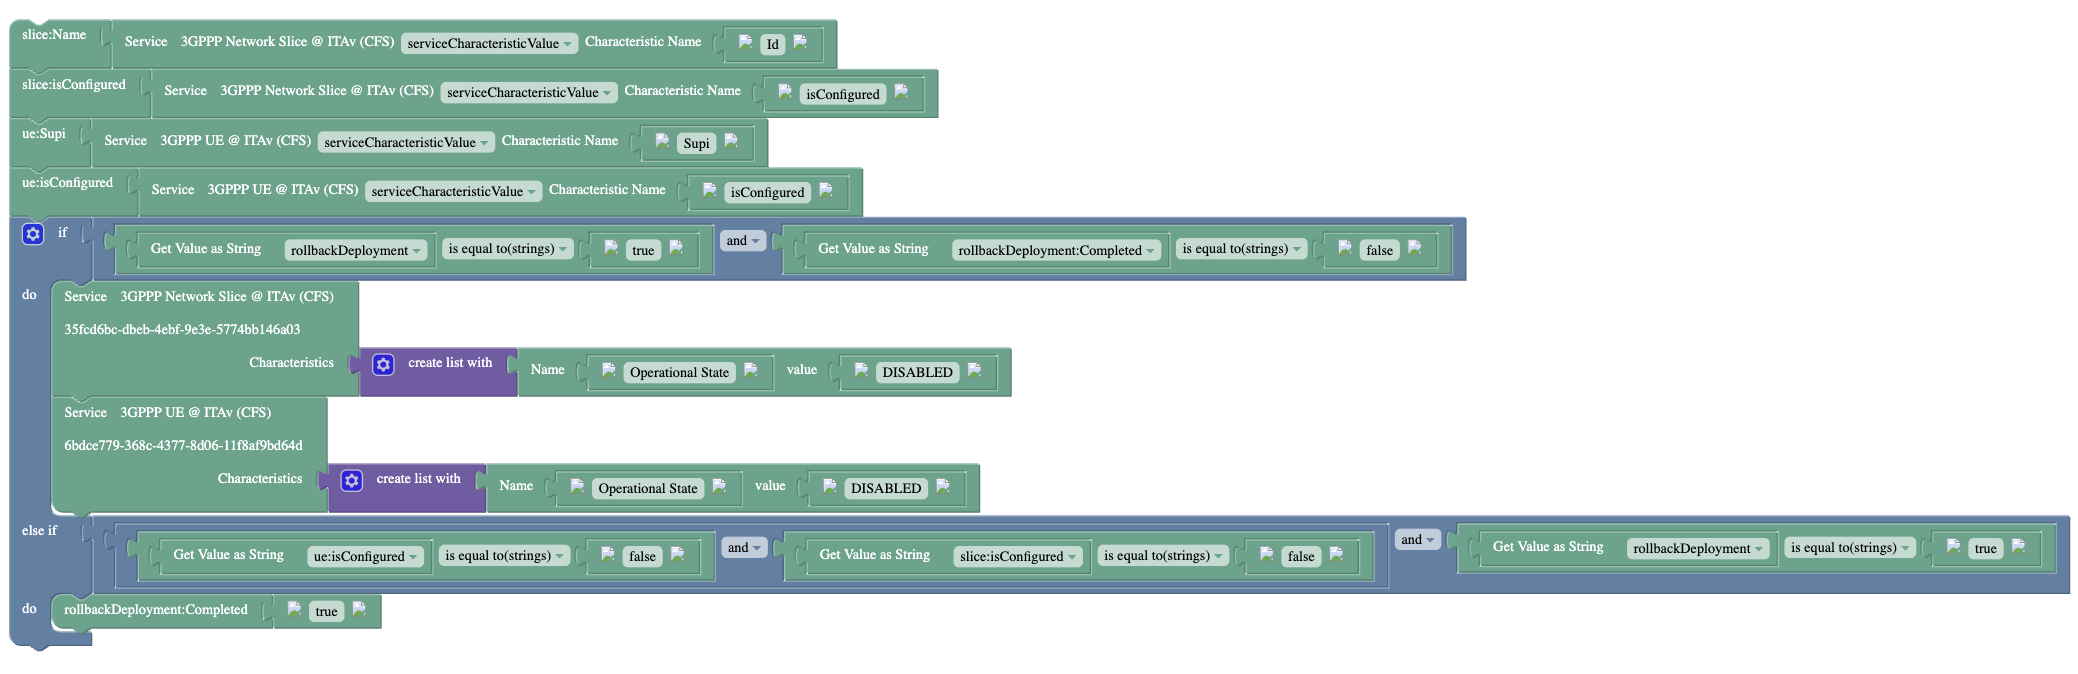 slice:Name Service 3GPPP Network Slice @ ITAv (CFS) serviceCharacteristicValue Characteristic Name Id
slice:isConfigured Service 3GPPP Network Slice @ ITAv (CFS) serviceCharacteristicValue Characteristic Name isConfigured
ue:Supi Service 3GPPP UE @ ITAv (CFS) serviceCharacteristicValue Characteristic Name Supi
ue:isConfigured Service 3GPPP UE @ ITAv (CFS) serviceCharacteristicValue Characteristic Name isConfigured
if Get Value as String rollbackDeployment is equal to(strings) true and Get Value as String rollbackDeployment:Completed is equal to(strings) false
do Service 3GPPP Network Slice @ ITAv (CFS)
35fcd6bc-dbeb-4ebf-9e3e-5774bb146a03
Characteristics create list with Name Operational State value DISABLED
Service 3GPPP UE @ ITAv (CFS)
6bdce779-368c-4377-8d06-11f8af9bd64d
Characteristics create list with Name Operational State value DISABLED
else if Get Value as String ue:isConfigured is equal to(strings) false and Get Value as String slice:isConfigured is equal to(strings) false and Get Value as String rollbackDeployment is equal to(strings) true
do rollbackDeployment:Completed true